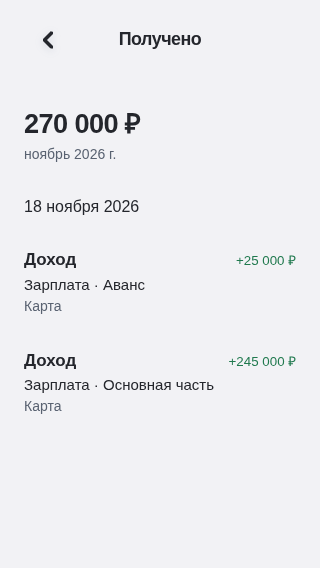 Получено
270 000 ₽
ноябрь 2026 г.
18 ноября 2026
Доход
+25 000 ₽
Зарплата · Аванс
Карта
Доход
+245 000 ₽
Зарплата · Основная часть
Карта